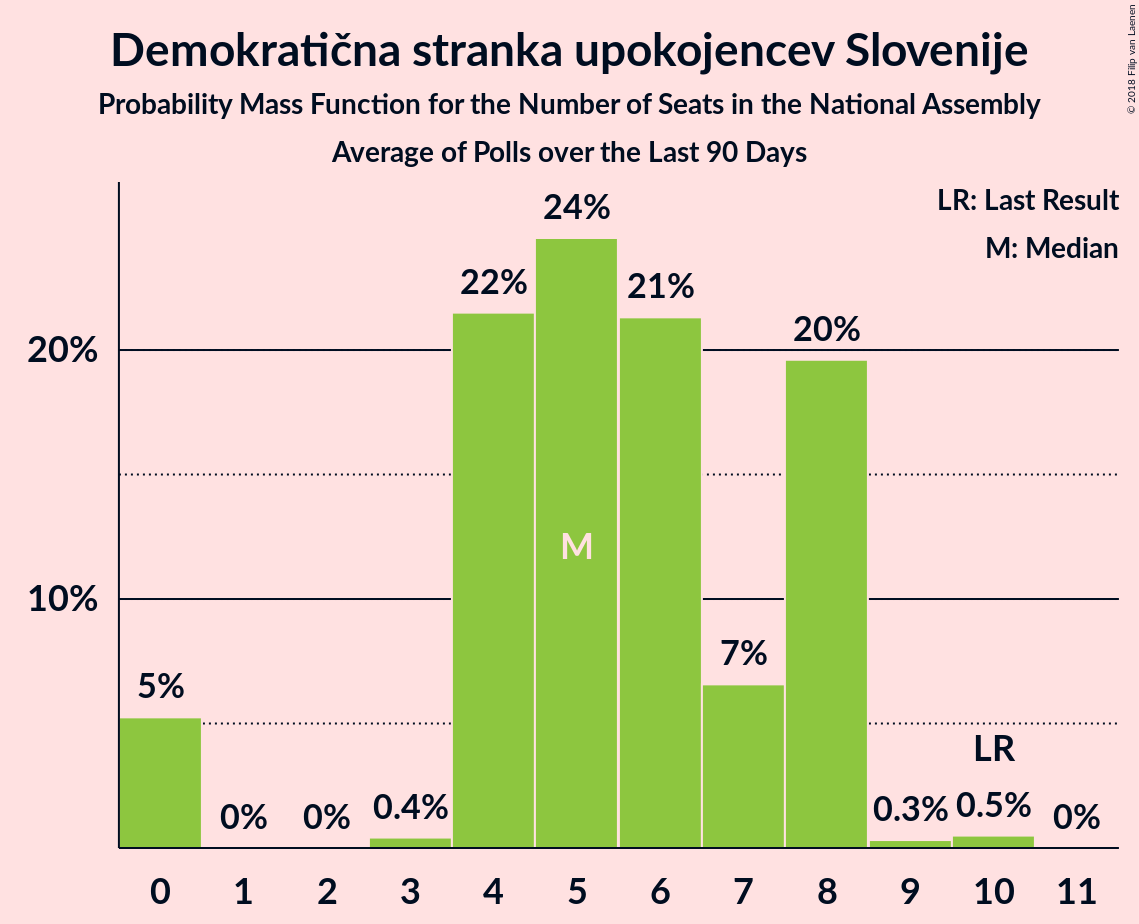 Demokratična stranka upokojencev Slovenije
Probability Mass Function for the Number of Seats in the National Assembly
Average of Polls over the Last 90 Days
© 2018 Filip van Laenen
LR: Last Result
M: Median
24%
22%
21%
20%
20%
M
10%
7%
5%
LR
0%
0%
0.4%
0.3%
0.5%
0%
0 1 2 3 4 5 6 7 8 9 10 11